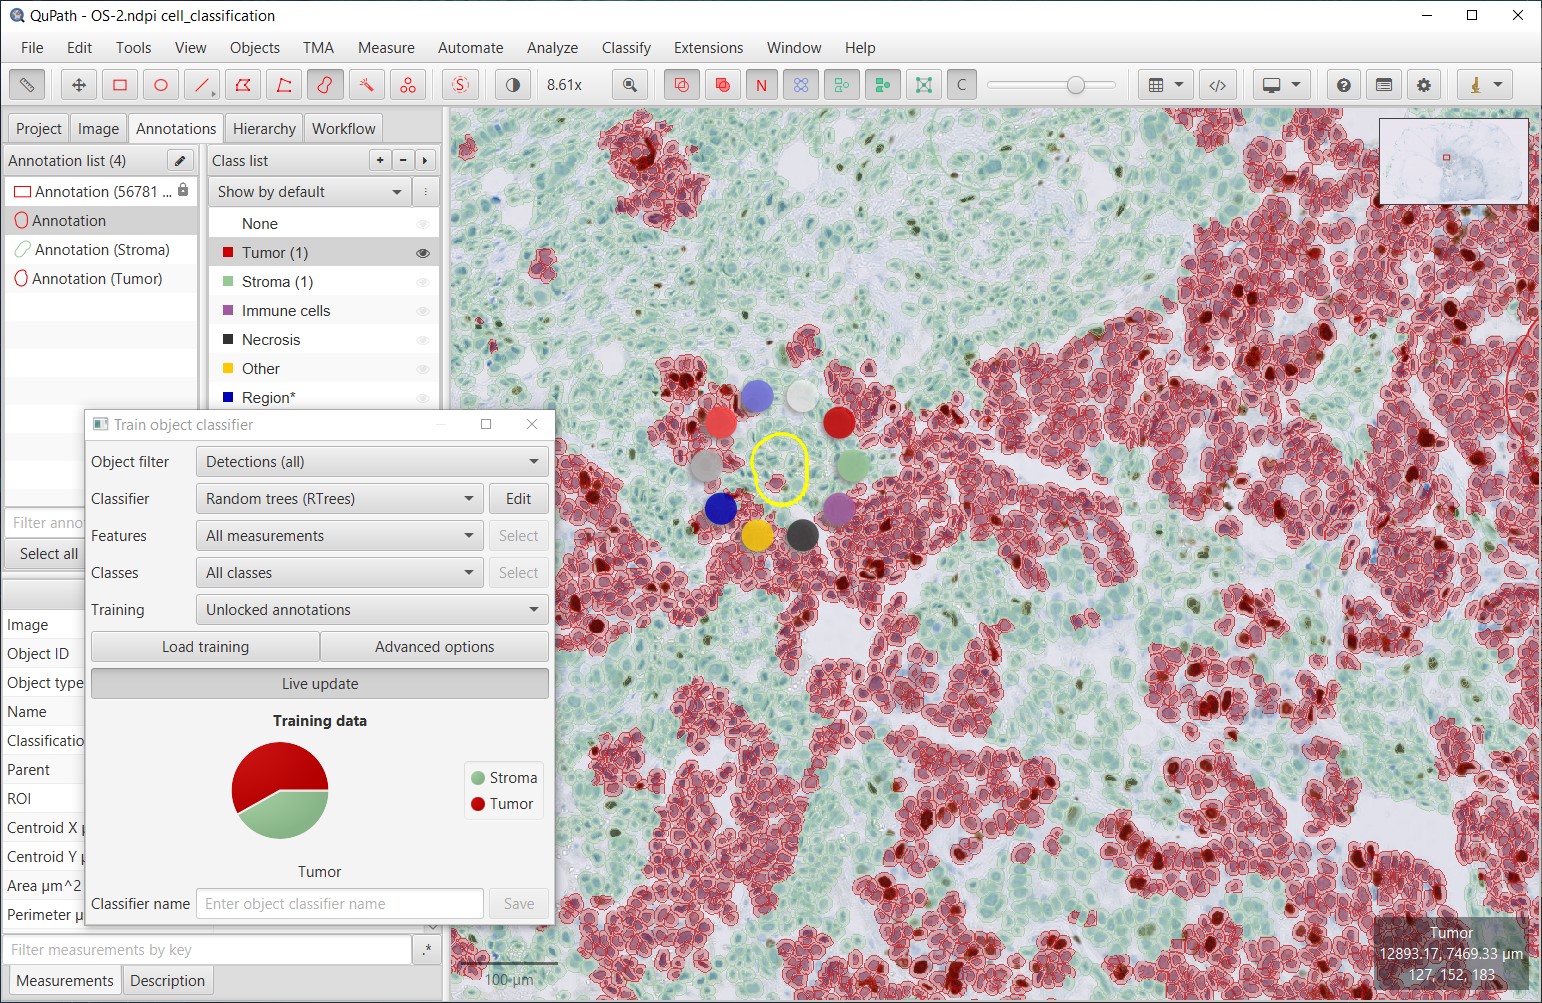 QuPath - OS-2.ndpi cell_classification
File Edit Tools View Objects TMA Measure Automate Analyze Classify Extensions Window Help
S 8.61x N C </> ?
Project Image Annotations Hierarchy Workflow
Annotation list (4) Class list + -
Annotation (56781 ... Show by default
Annotation None
Annotation (Stroma) Tumor (1)
Annotation (Tumor) Stroma (1)
Immune cells
Necrosis
Other
Region*
Train object classifier
Object filter Detections (all)
Classifier Random trees (RTrees) Edit
Filter anno
Features All measurements Select
Select all
Classes All classes Select
Training Unlocked annotations
Image
Load training Advanced options
Object ID
Object type
Live update
Name
Training data
Classificatio
Parent
Stroma
ROI
Tumor
Centroid X µ
Centroid Y µ
Tumor
Area µm^2
Classifier name Enter object classifier name Save
Perimeter µ
Filter measurements by key .*
Measurements Description
100 µm
Tumor
12893.17, 7469.33 µm
127, 152, 183